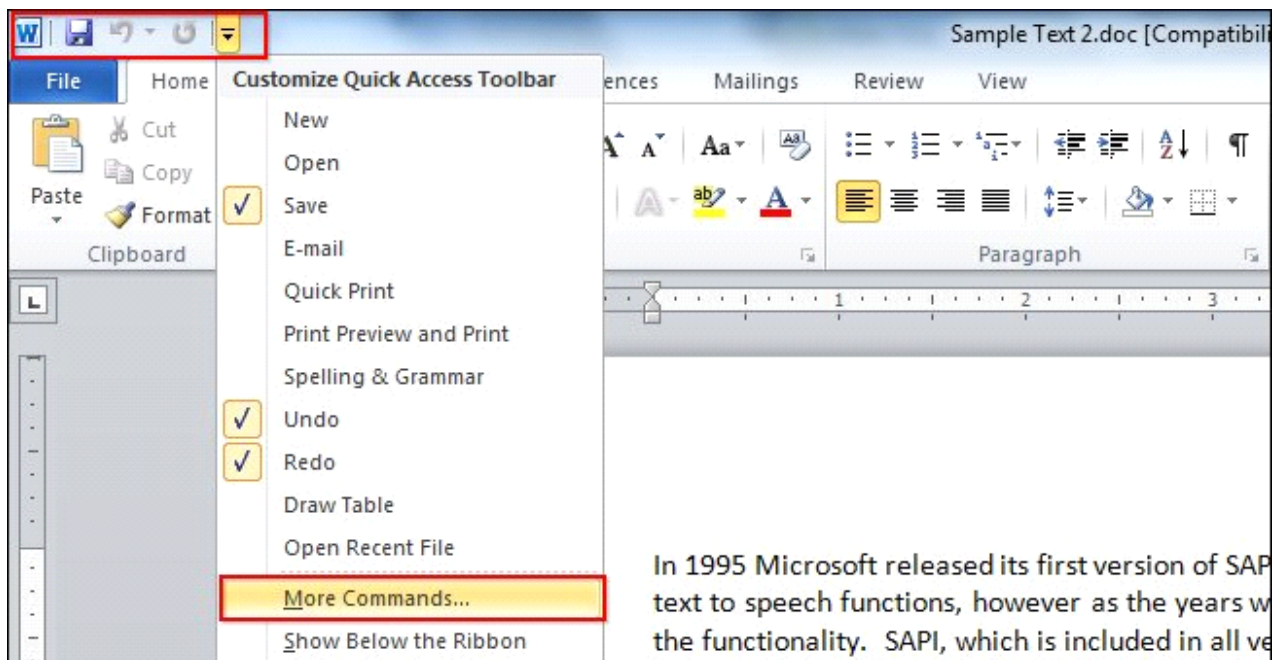 W
Sample Text 2.doc [Compatibili
File Home Customize Quick Access Toolbar ences Mailings Review View
New
Cut
Open
Copy
Paste
Save
Format
E-mail
Clipboard
Paragraph
Quick Print
1 2 3
Print Preview and Print
Spelling & Grammar
Undo
Redo
Draw Table
Open Recent File
In 1995 Microsoft released its first version of SAP
More Commands...
text to speech functions, however as the years w
Show Below the Ribbon
the functionality. SAPI, which is included in all ve